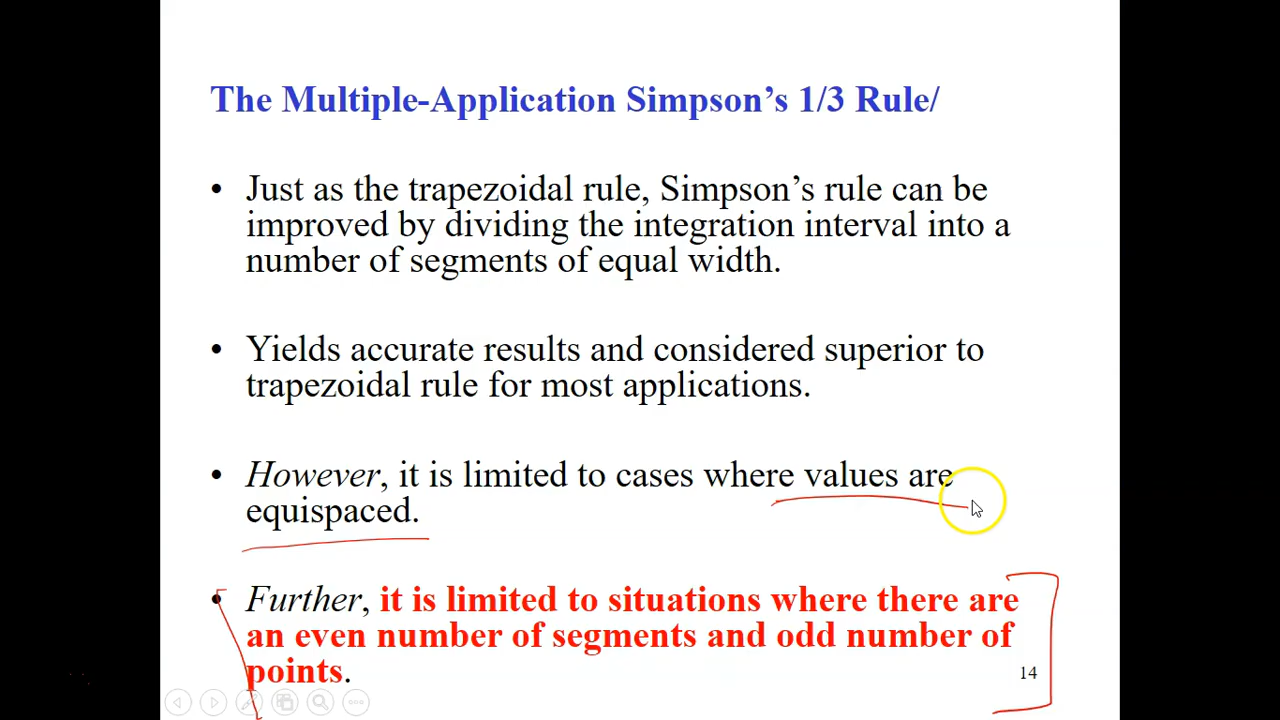 The Multiple-Application Simpson’s 1/3 Rule/
• Just as the trapezoidal rule, Simpson’s rule can be
improved by dividing the integration interval into a
number of segments of equal width.
• Yields accurate results and considered superior to
trapezoidal rule for most applications.
• However, it is limited to cases where values are
equispaced.
• Further, it is limited to situations where there are
an even number of segments and odd number of
points.
14